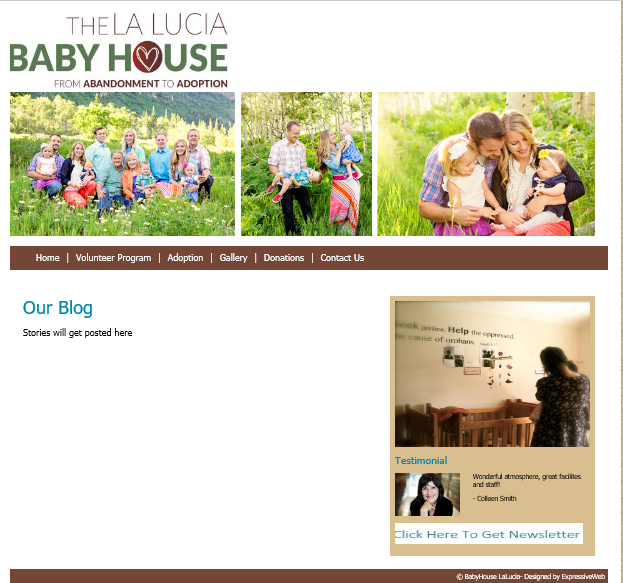 THE LA LUCIA
BABY HOUSE
FROM ABANDONMENT TO ADOPTION
Home | Volunteer Program | Adoption | Gallery | Donations | Contact Us
Our Blog
Stories will get posted here
seek justice. Help the oppressed.
the cause of orphans.
Testimonial
Wonderful atmosphere, great facilites
and staff!
- Colleen Smith
Click Here To Get Newsletter
© BabyHouse LaLucia- Designed by ExpressiveWeb